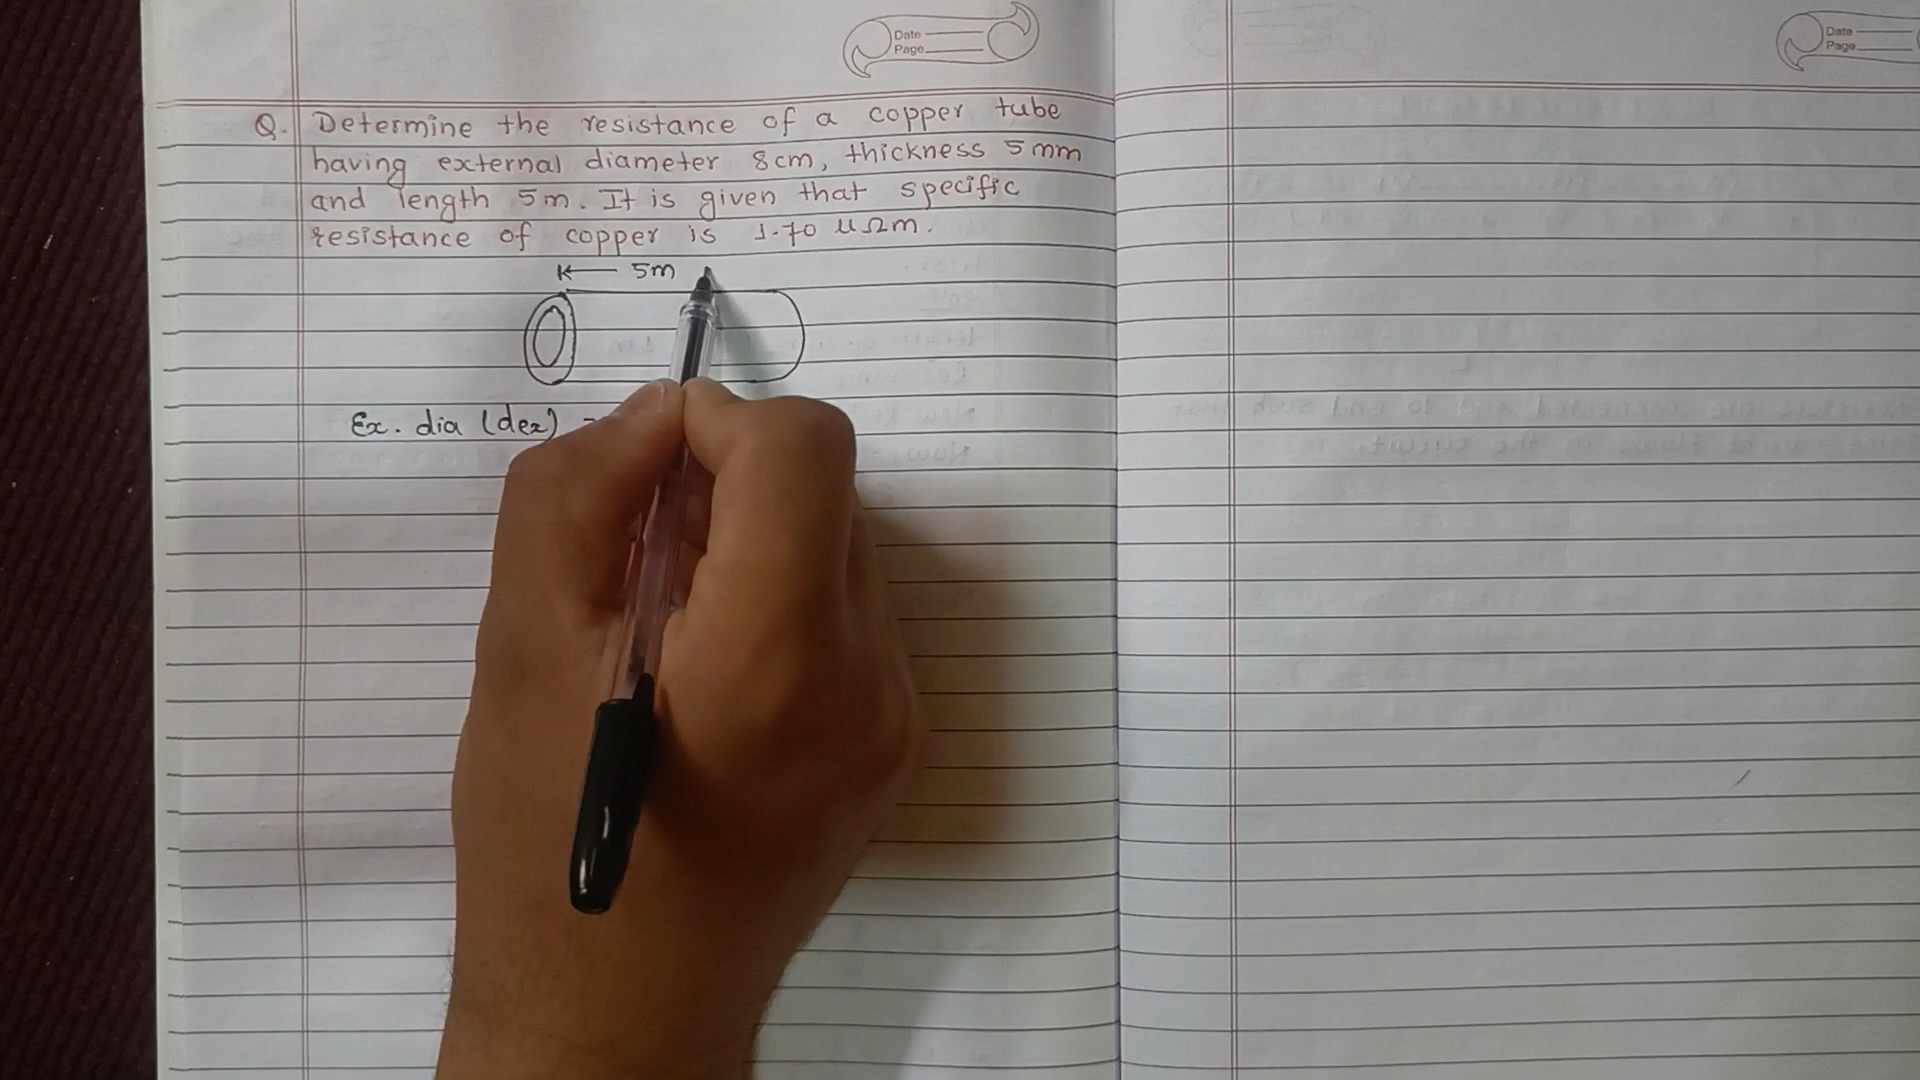 Date
Page
Date
Page
Q. Determine the resistance of a copper tube
having external diameter 8cm, thickness 5mm
and length 5m. It is given that specific
resistance of copper is 1.70 μΩm.
5m
Ex. dia (dex)